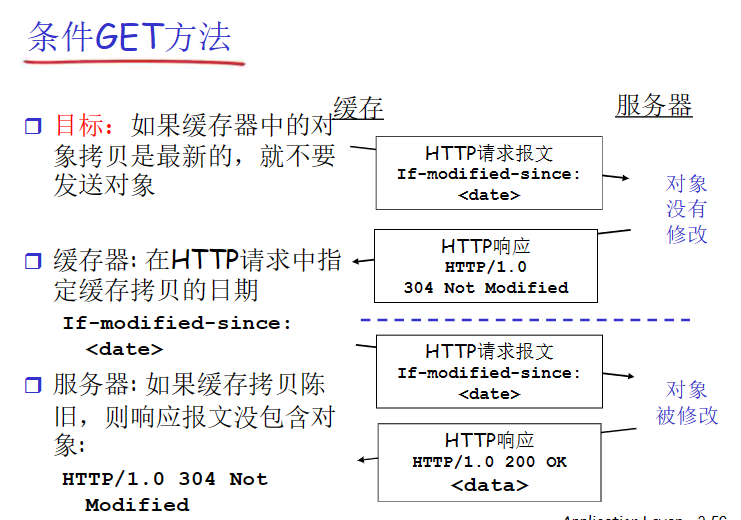 条件GET方法
目标：如果缓存器中的对
象拷贝是最新的，就不要
发送对象
缓存器: 在HTTP请求中指
定缓存拷贝的日期
If-modified-since:
<date>
服务器: 如果缓存拷贝陈
旧，则响应报文没包含对
象:
HTTP/1.0 304 Not
Modified
缓存
服务器
HTTP请求报文
If-modified-since:
<date>
对象
没有
修改
HTTP响应
HTTP/1.0
304 Not Modified
HTTP请求报文
If-modified-since:
<date>
对象
被修改
HTTP响应
HTTP/1.0 200 OK
<data>